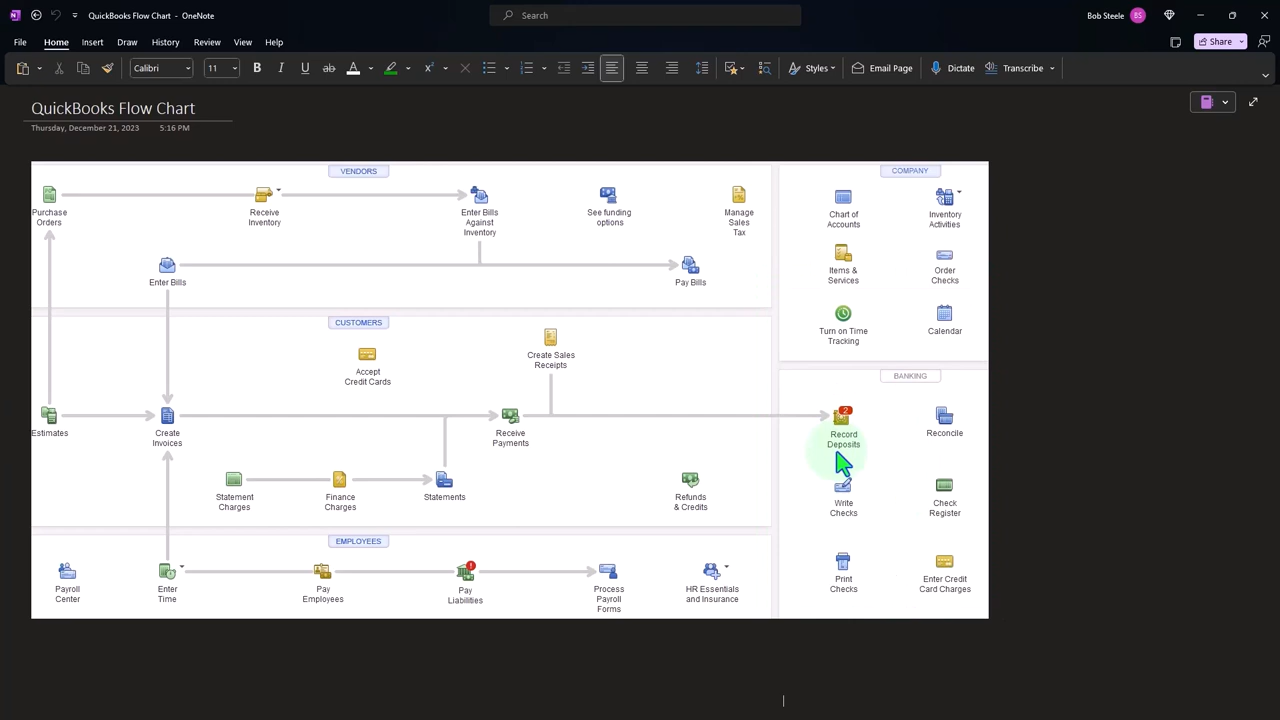 QuickBooks Flow Chart - OneNote
Search
Bob Steele
BS
File
Home
Insert
Draw
History
Review
View
Help
Share
Calibri
11
B
I
U
ab
A
x²
Styles
Email Page
Dictate
Transcribe
QuickBooks Flow Chart
Thursday, December 21, 2023
5:16 PM
VENDORS
Purchase
Orders
Receive
Inventory
Enter Bills
Against
Inventory
See funding
options
Manage
Sales
Tax
Enter Bills
Pay Bills
CUSTOMERS
Accept
Credit Cards
Create Sales
Receipts
Estimates
Create
Invoices
Receive
Payments
Statement
Charges
Finance
Charges
Statements
Refunds
& Credits
EMPLOYEES
Payroll
Center
Enter
Time
Pay
Employees
Pay
Liabilities
Process
Payroll
Forms
HR Essentials
and Insurance
COMPANY
Chart of
Accounts
Inventory
Activities
Items &
Services
Order
Checks
Turn on Time
Tracking
Calendar
BANKING
2
Record
Deposits
Reconcile
Write
Checks
Check
Register
Print
Checks
Enter Credit
Card Charges